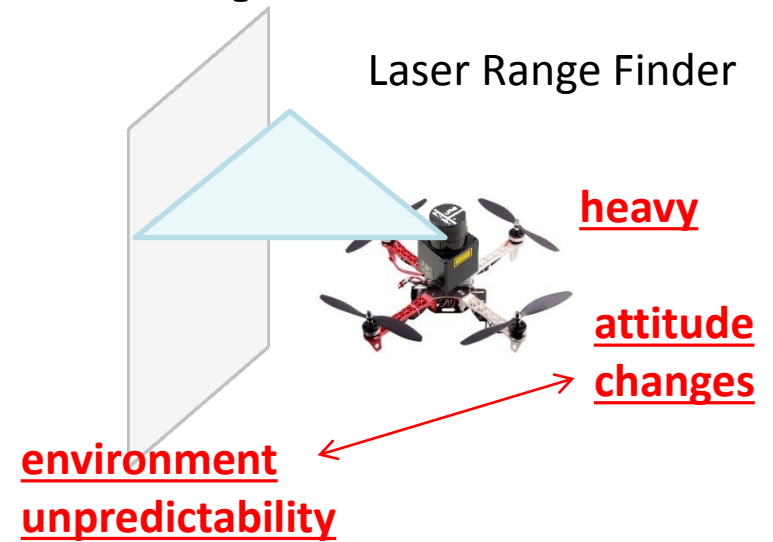 Laser Range Finder
heavy
attitude
changes
environment
unpredictability